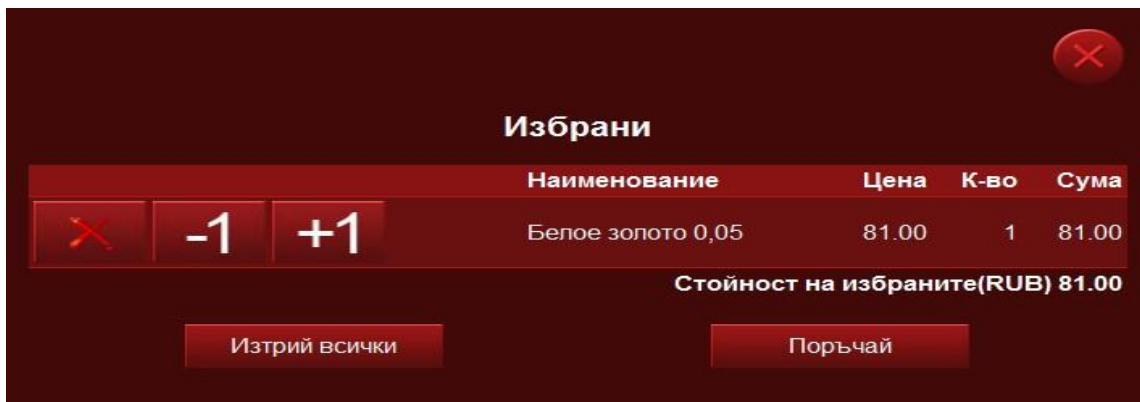 Избрани
Наименование Цена К-во Сума
-1 +1 Белое золото 0,05 81.00 1 81.00
Стойност на избраните(RUB) 81.00
Изтрий всички Поръчай